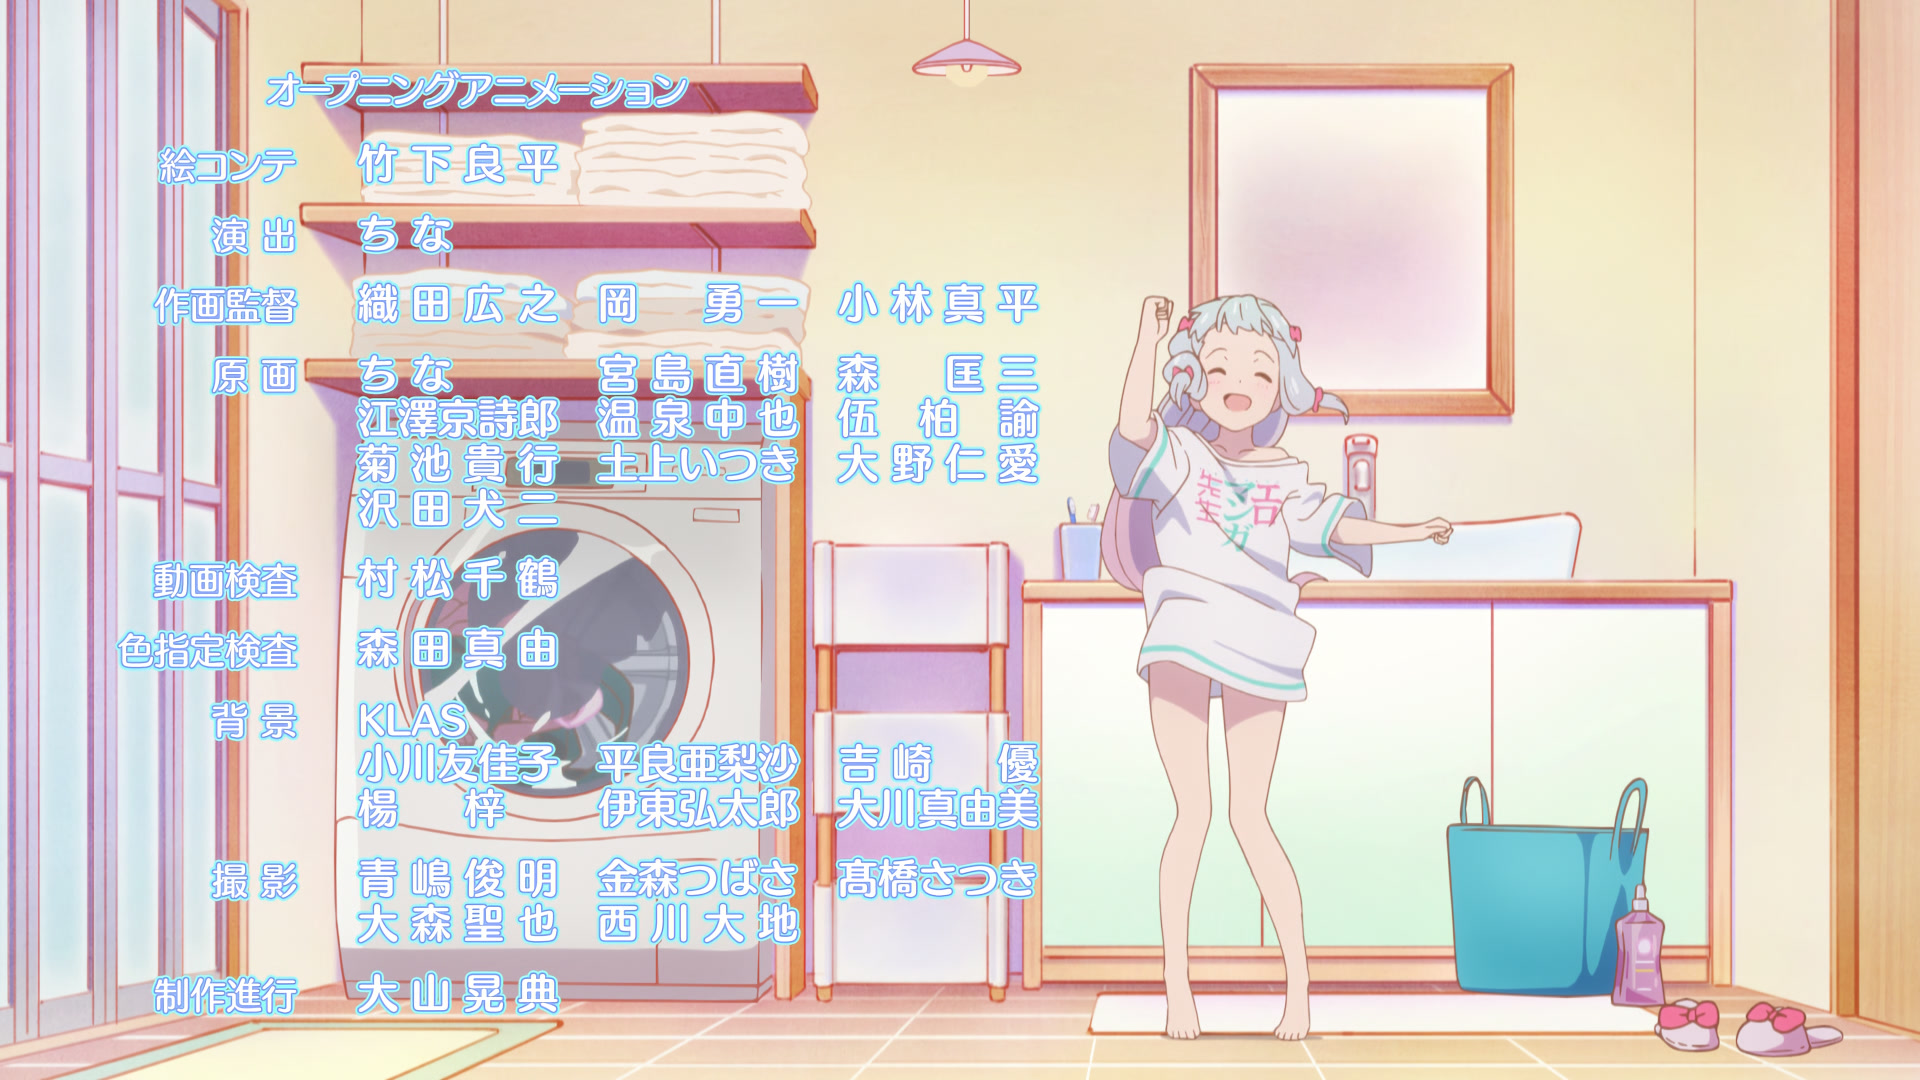 オープニングアニメーション
絵コンテ 竹下良平
演出 ちな
作画監督 織田広之 岡勇一 小林真平
原画 ちな 宮島直樹 森匡三
江澤京詩郎 温泉中也 伍柏諭
菊池貴行 土上いつき 大野仁愛
沢田犬二
動画検査 村松千鶴
色指定検査 森田真由
背景 KLAS
小川友佳子 平良亜梨沙 吉崎優
楊梓 伊東弘太郎 大川真由美
撮影 青嶋俊明 金森つばさ 髙橋さつき
大森聖也 西川大地
制作進行 大山晃典
エロ
マンガ
先生